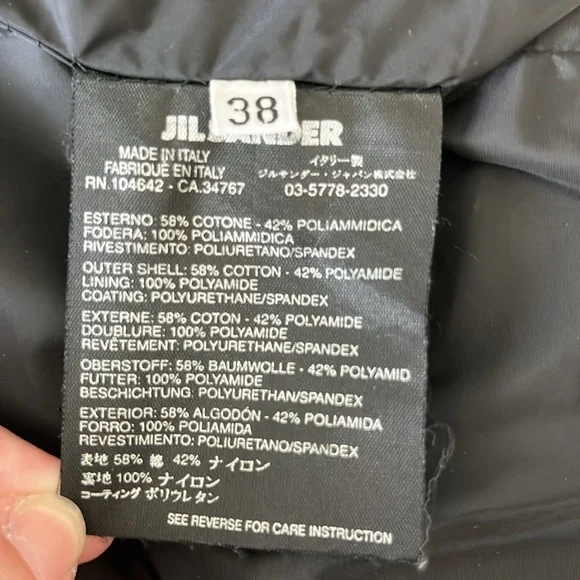 38
JIL SANDER
MADE IN ITALY
FABRIQUE EN ITALY
RN.104642 - CA.34767
イタリー製
ジルサンダー・ジャパン株式会社
03-5778-2330
ESTERNO: 58% COTONE - 42% POLIAMMIDICA
FODERA: 100% POLIAMMIDICA
RIVESTIMENTO: POLIURETANO/SPANDEX
OUTER SHELL: 58% COTTON - 42% POLYAMIDE
LINING: 100% POLYAMIDE
COATING: POLYURETHANE/SPANDEX
EXTERNE: 58% COTON - 42% POLYAMIDE
DOUBLURE: 100% POLYAMIDE
REVÊTEMENT: POLYURETHANE/SPANDEX
OBERSTOFF: 58% BAUMWOLLE - 42% POLYAMID
FUTTER: 100% POLYAMIDE
BESCHICHTUNG: POLYURETHAN/SPANDEX
EXTERIOR: 58% ALGODÓN - 42% POLIAMIDA
FORRO: 100% POLIAMIDA
REVESTIMIENTO: POLIURETANO/SPANDEX
表地 58% 綿 42% ナイロン
裏地 100% ナイロン
コーティング ポリウレタン
SEE REVERSE FOR CARE INSTRUCTION